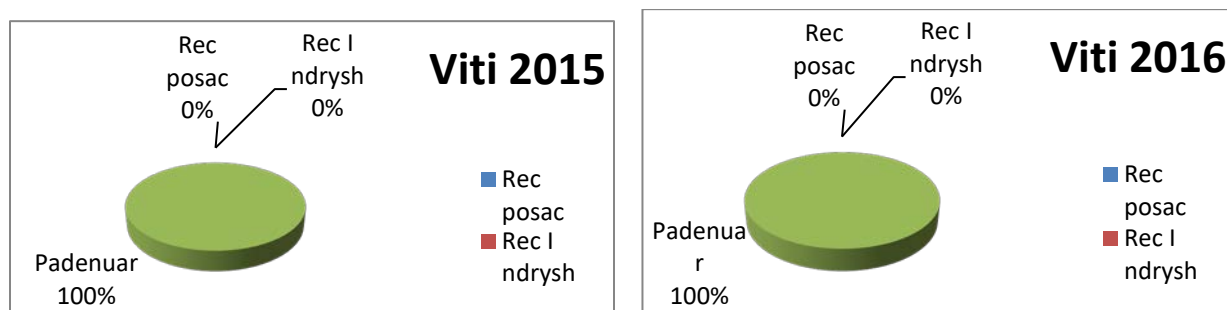 Rec
posac
0%
Rec I
ndrysh
0%
Viti 2015
Padenuar
100%
Rec
posac
Rec I
ndrysh
Rec
posac
0%
Rec I
ndrysh
0%
Viti 2016
Padenua
r
100%
Rec
posac
Rec I
ndrysh